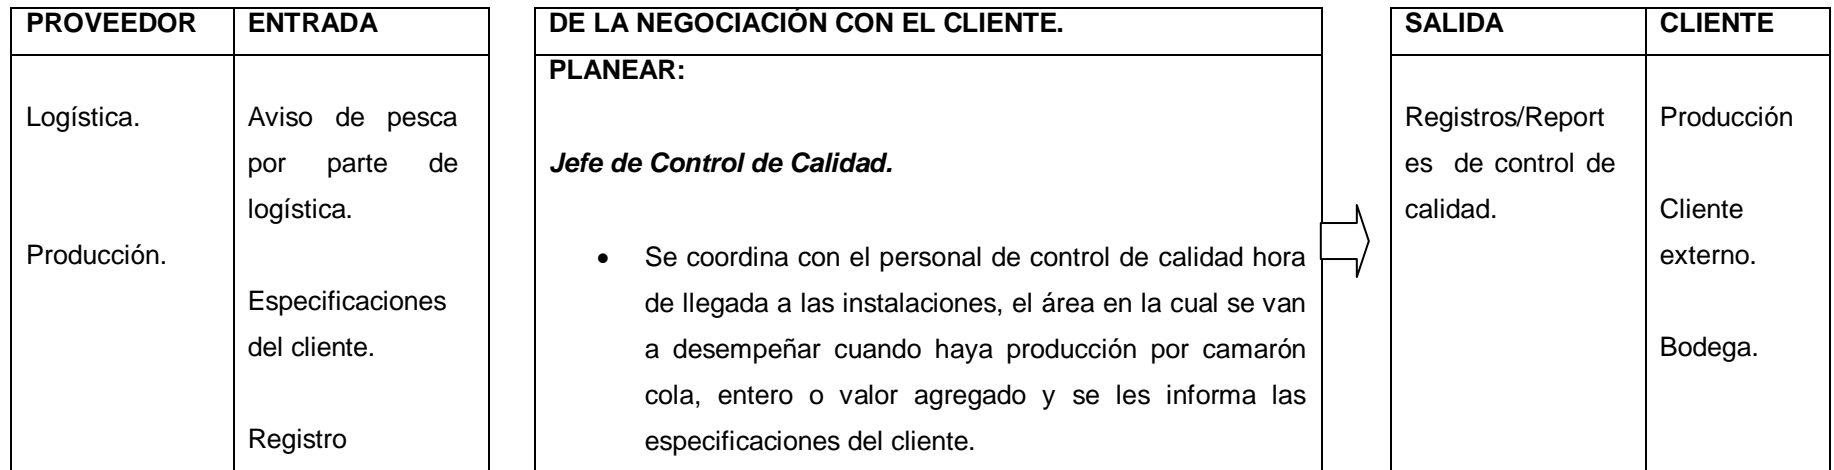 PROVEEDOR
ENTRADA
Logística.
Producción.
Aviso de pesca
por parte de
logística.
Especificaciones
del cliente.
Registro
DE LA NEGOCIACIÓN CON EL CLIENTE.
PLANEAR:
Jefe de Control de Calidad.
• Se coordina con el personal de control de calidad hora
de llegada a las instalaciones, el área en la cual se van
a desempeñar cuando haya producción por camarón
cola, entero o valor agregado y se les informa las
especificaciones del cliente.
SALIDA
CLIENTE
Registros/Report
es de control de
calidad.
Producción
Cliente
externo.
Bodega.